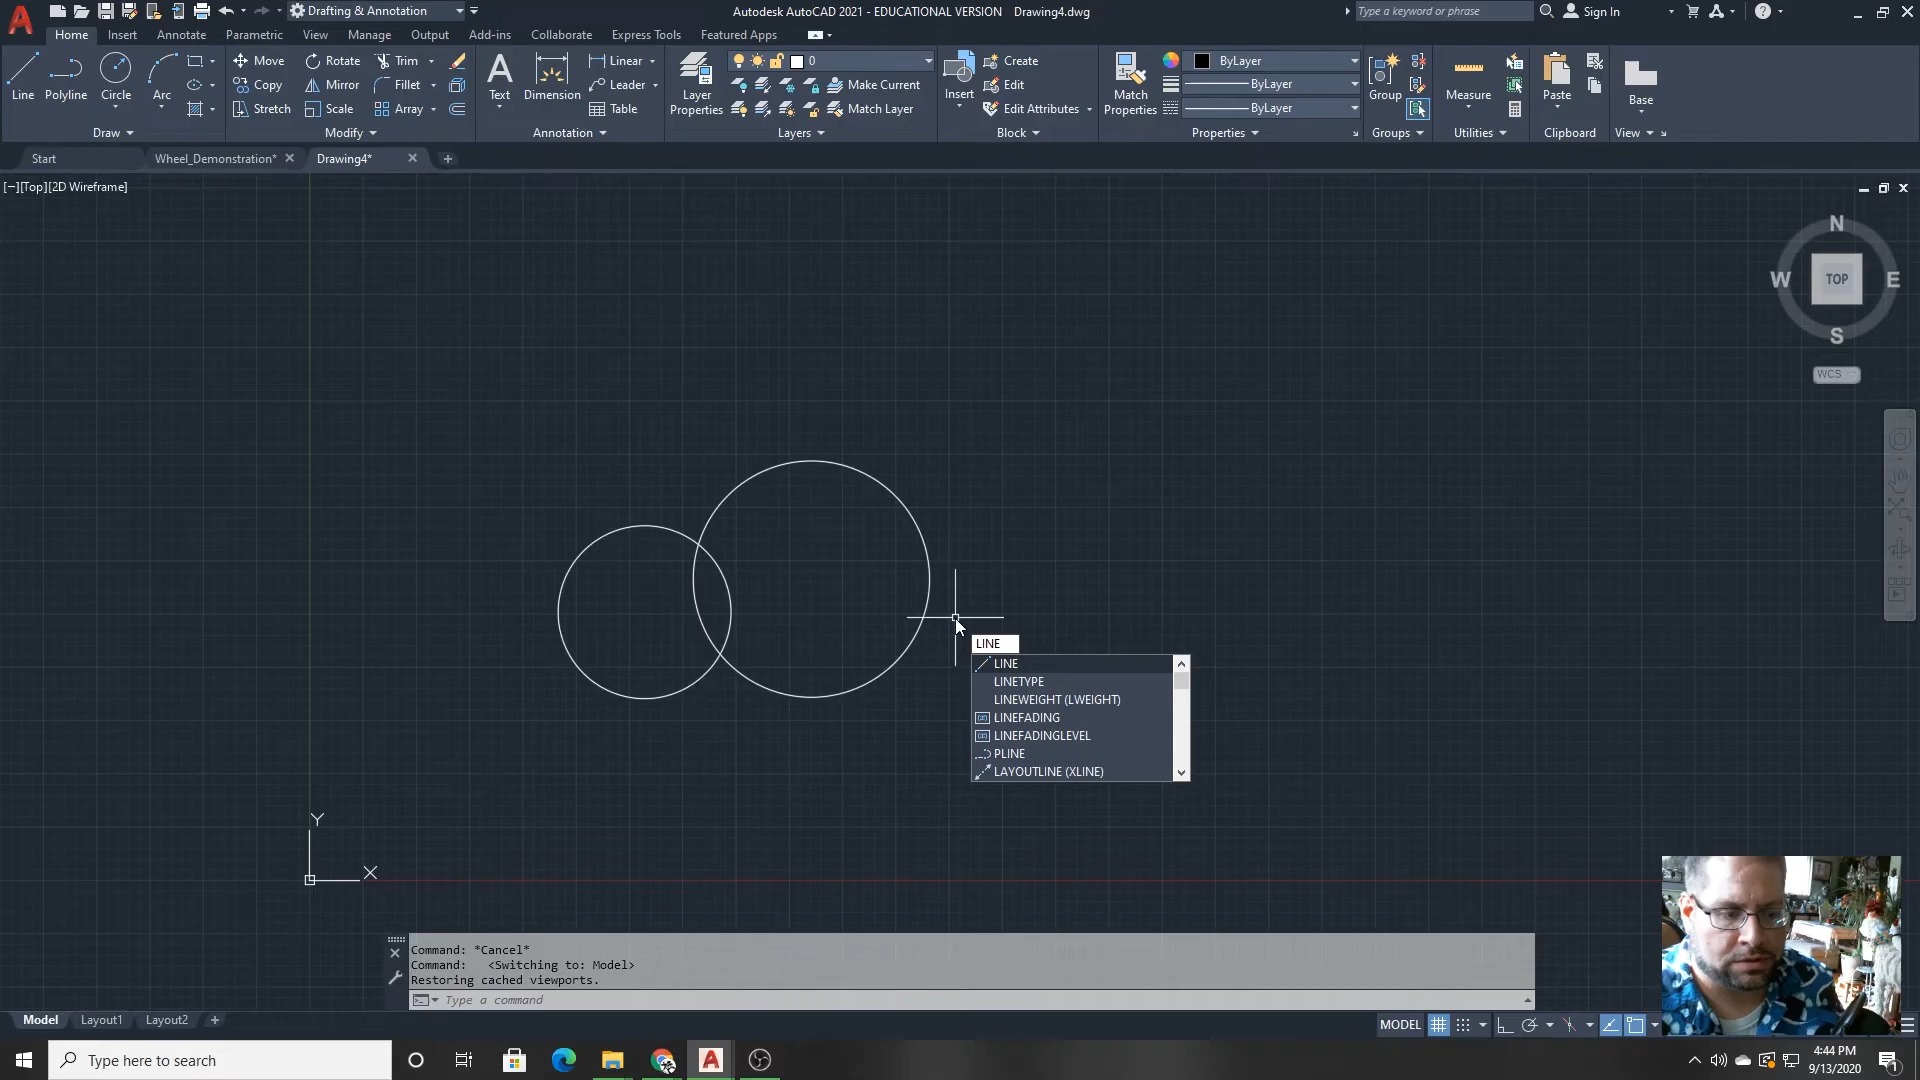 Drafting & Annotation
Autodesk AutoCAD 2021 - EDUCATIONAL VERSION Drawing4.dwg
Type a keyword or phrase
Sign In
Home Insert Annotate Parametric View Manage Output Add-ins Collaborate Express Tools Featured Apps
Line Polyline Circle Arc
Draw
Move Rotate Trim
Copy Mirror Fillet
Stretch Scale Array
Modify
Text Dimension
Linear
Leader
Table
Annotation
Layer Properties
0
Make Current
Match Layer
Layers
Insert
Create
Edit
Edit Attributes
Block
Match Properties
ByLayer
ByLayer
ByLayer
Properties
Group
Groups
Measure
Utilities
Paste
Clipboard
Base
View
Start Wheel_Demonstration* Drawing4*
[−][Top][2D Wireframe]
N
W TOP E
S
WCS
LINE
LINE
LINETYPE
LINEWEIGHT (LWEIGHT)
LINEFADING
LINEFADINGLEVEL
PLINE
LAYOUTLINE (XLINE)
Y
X
Command: *Cancel*
Command: <Switching to: Model>
Restoring cached viewports.
Type a command
Model Layout1 Layout2 +
MODEL
Type here to search
4:44 PM
9/13/2020
1